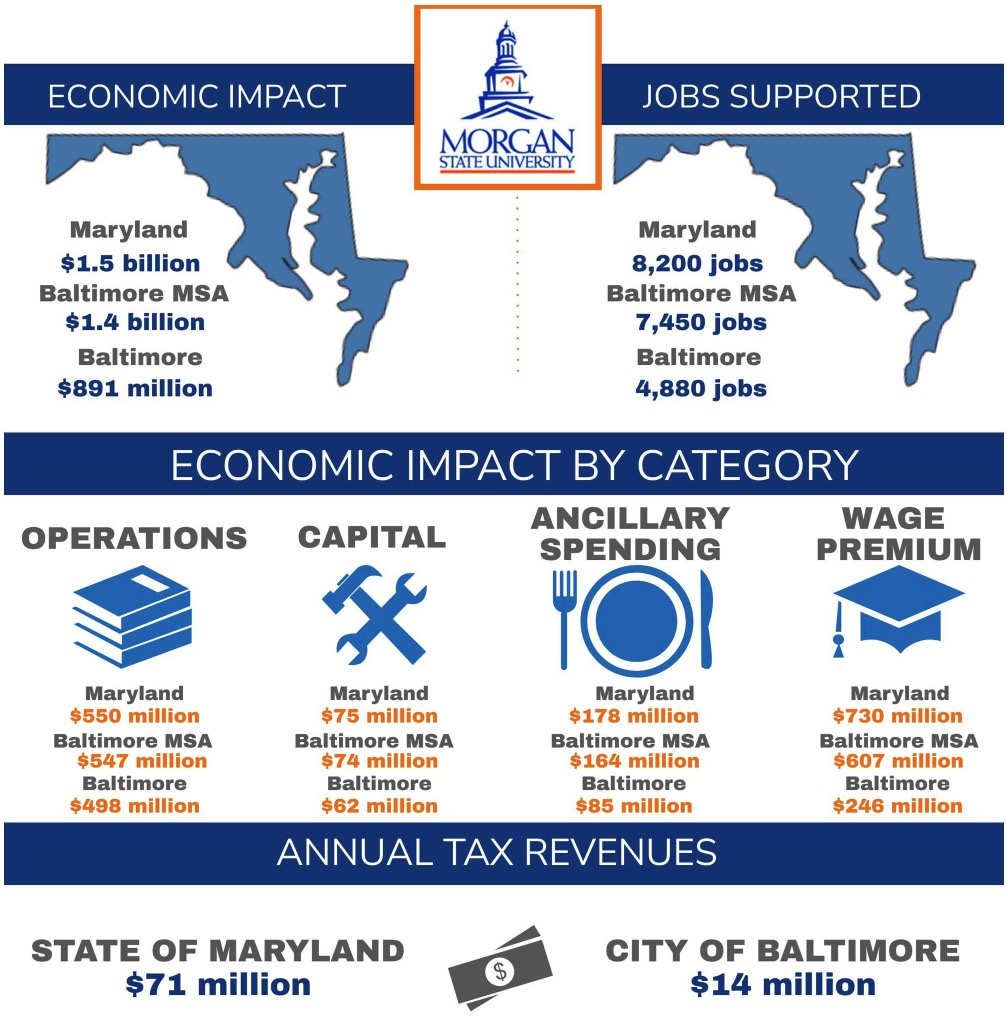 MORGAN
STATE UNIVERSITY
ECONOMIC IMPACT
Maryland
$1.5 billion
Baltimore MSA
$1.4 billion
Baltimore
$891 million
JOBS SUPPORTED
Maryland
8,200 jobs
Baltimore MSA
7,450 jobs
Baltimore
4,880 jobs
ECONOMIC IMPACT BY CATEGORY
OPERATIONS
Maryland
$550 million
Baltimore MSA
$547 million
Baltimore
$498 million
CAPITAL
Maryland
$75 million
Baltimore MSA
$74 million
Baltimore
$62 million
ANCILLARY
SPENDING
Maryland
$178 million
Baltimore MSA
$164 million
Baltimore
$85 million
WAGE
PREMIUM
Maryland
$730 million
Baltimore MSA
$607 million
Baltimore
$246 million
ANNUAL TAX REVENUES
STATE OF MARYLAND
$71 million
$
CITY OF BALTIMORE
$14 million